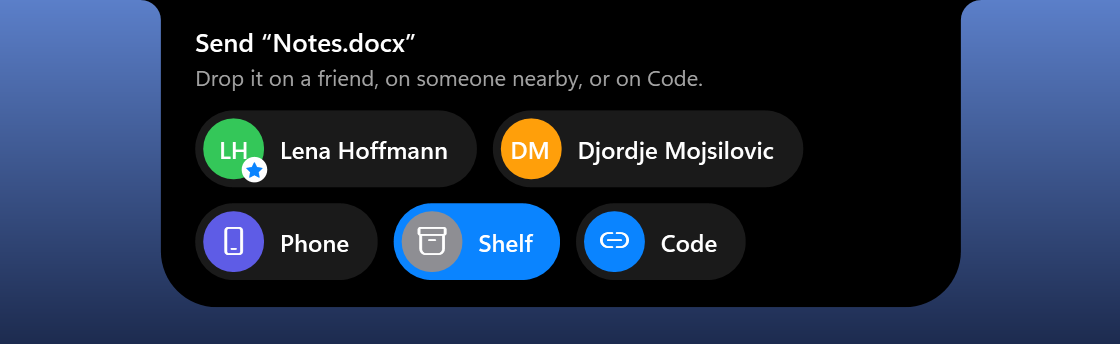 Send “Notes.docx”
Drop it on a friend, on someone nearby, or on Code.
LH Lena Hoffmann DM Djordje Mojsilovic
Phone Shelf Code